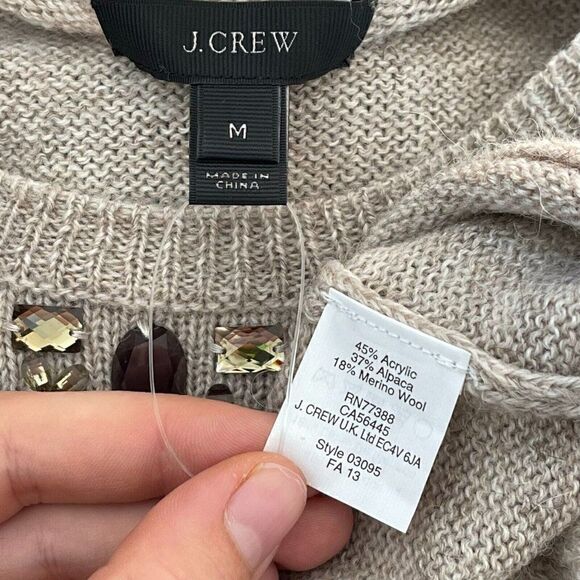 J.CREW
M
MADE IN
CHINA
45% Acrylic
37% Alpaca
18% Merino Wool
RN77388
CA56445
J. CREW U.K. Ltd EC4V 6JA
Style 03095
FA 13